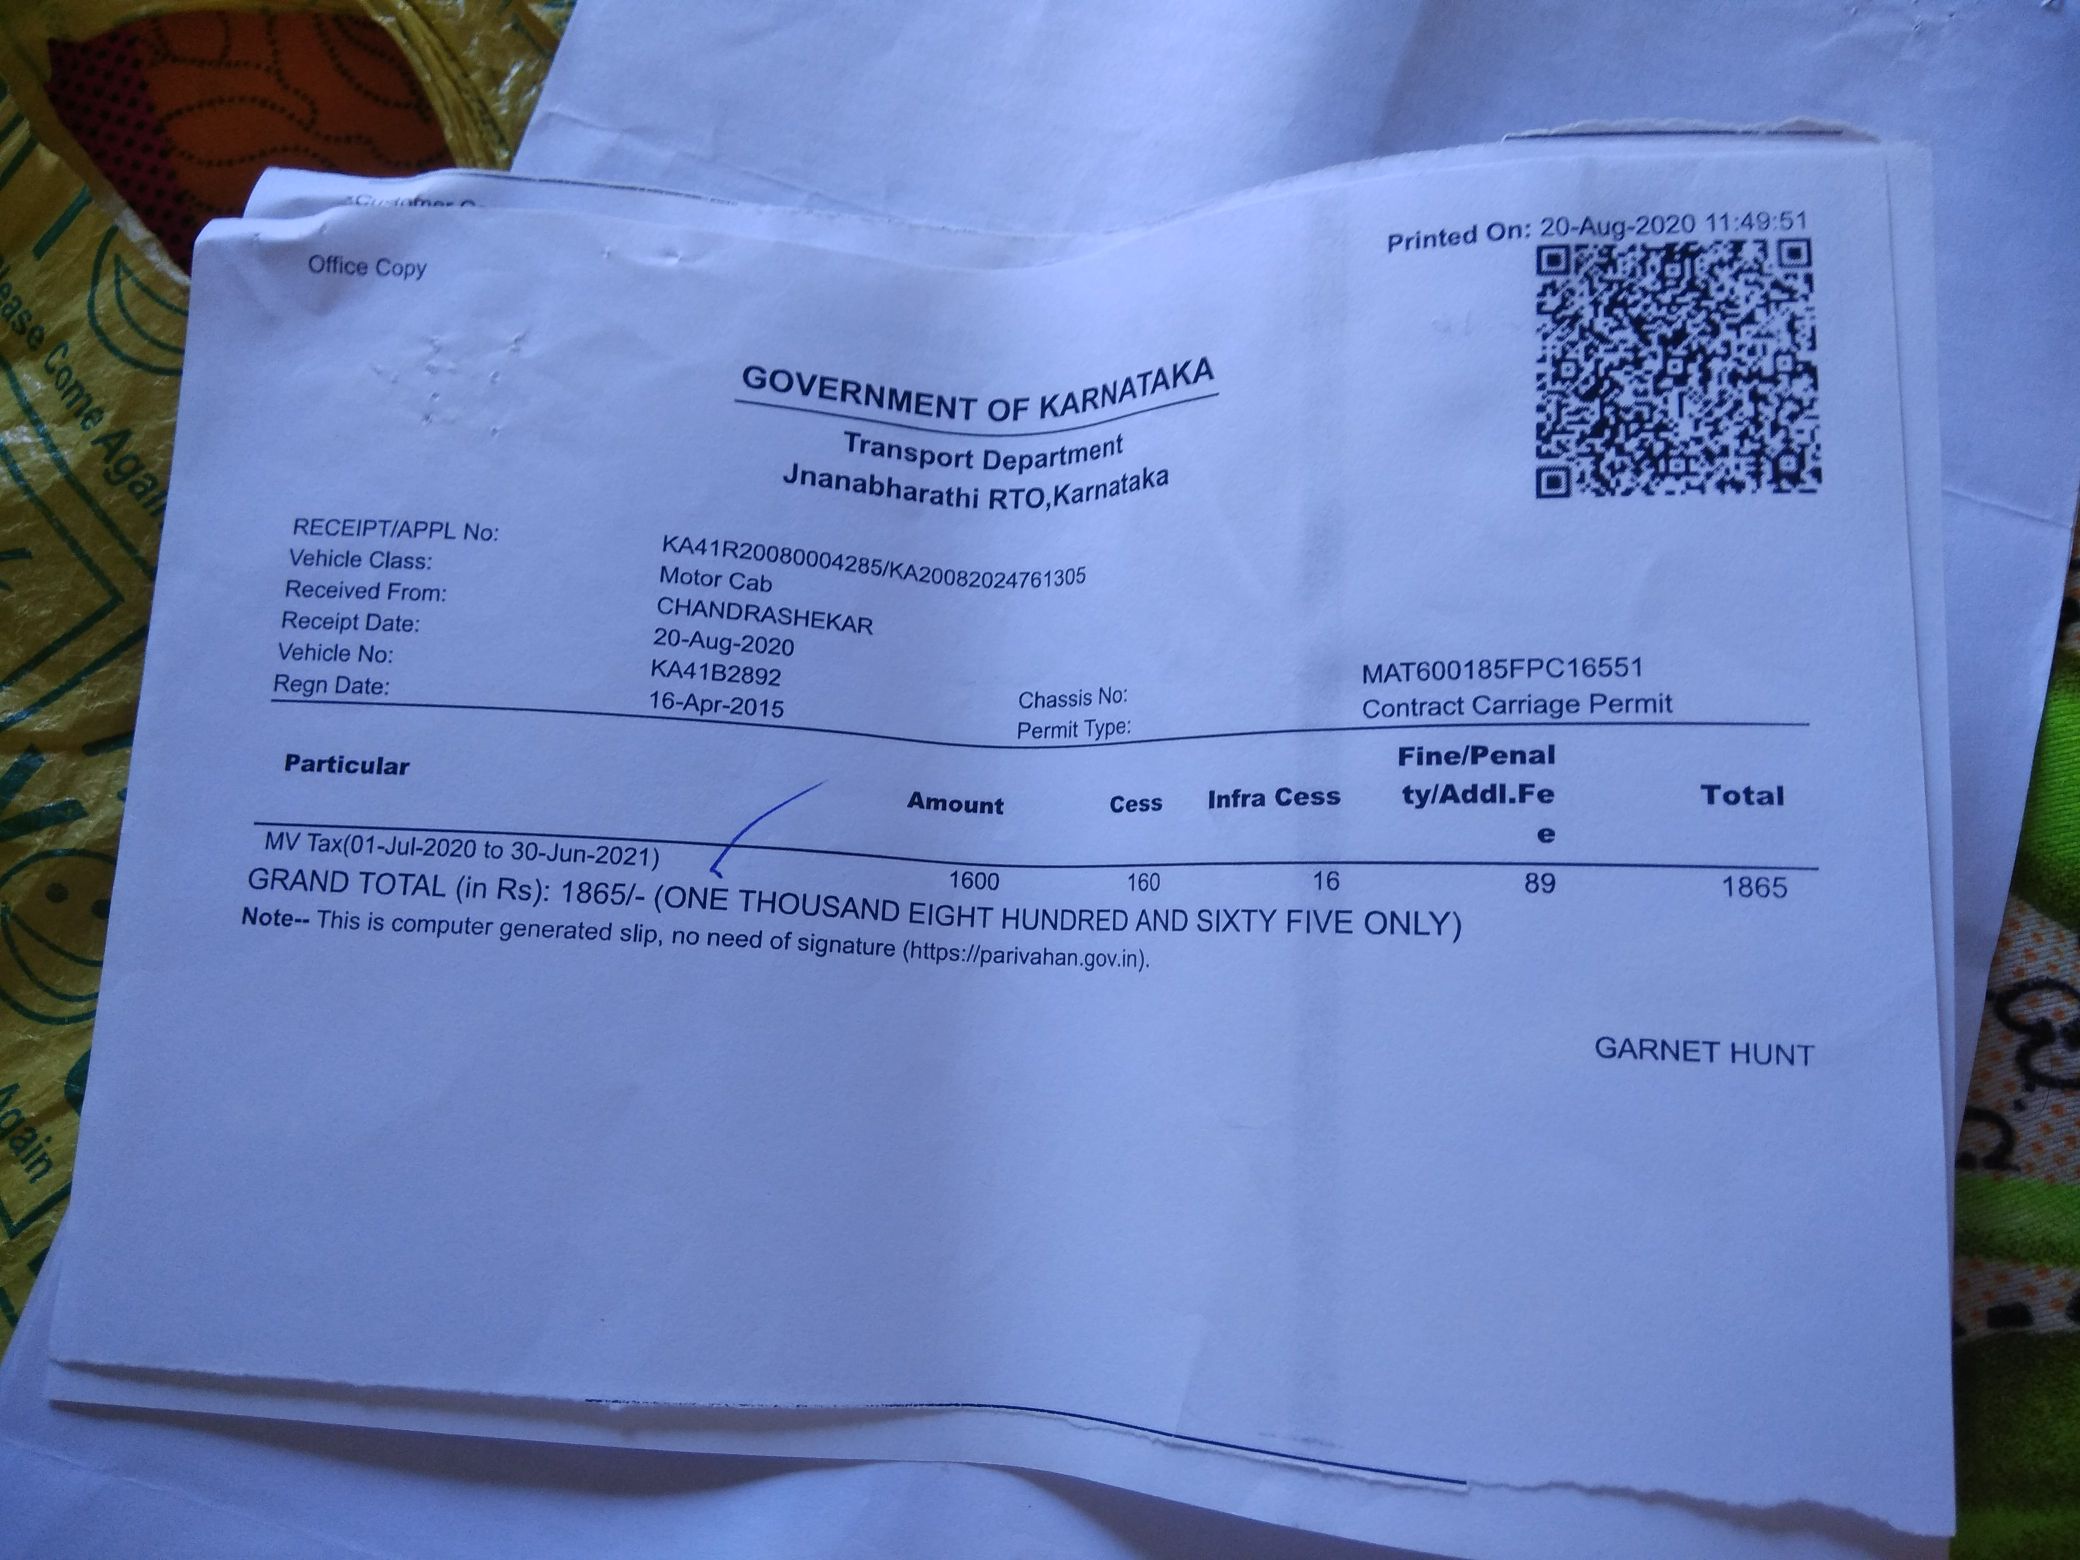 Please Come Again
Again
Office Copy
Printed On: 20-Aug-2020 11:49:51
GOVERNMENT OF KARNATAKA
Transport Department
Jnanabharathi RTO,Karnataka
RECEIPT/APPL No: KA41R20080004285/KA20082024761305
Vehicle Class: Motor Cab
Received From: CHANDRASHEKAR
Receipt Date: 20-Aug-2020
Vehicle No: KA41B2892 Chassis No: MAT600185FPC16551
Regn Date: 16-Apr-2015 Permit Type: Contract Carriage Permit
Particular Amount Cess Infra Cess Fine/Penal
ty/Addl.Fe
e Total
MV Tax(01-Jul-2020 to 30-Jun-2021) 1600 160 16 89 1865
GRAND TOTAL (in Rs): 1865/- (ONE THOUSAND EIGHT HUNDRED AND SIXTY FIVE ONLY)
Note-- This is computer generated slip, no need of signature (https://parivahan.gov.in).
GARNET HUNT